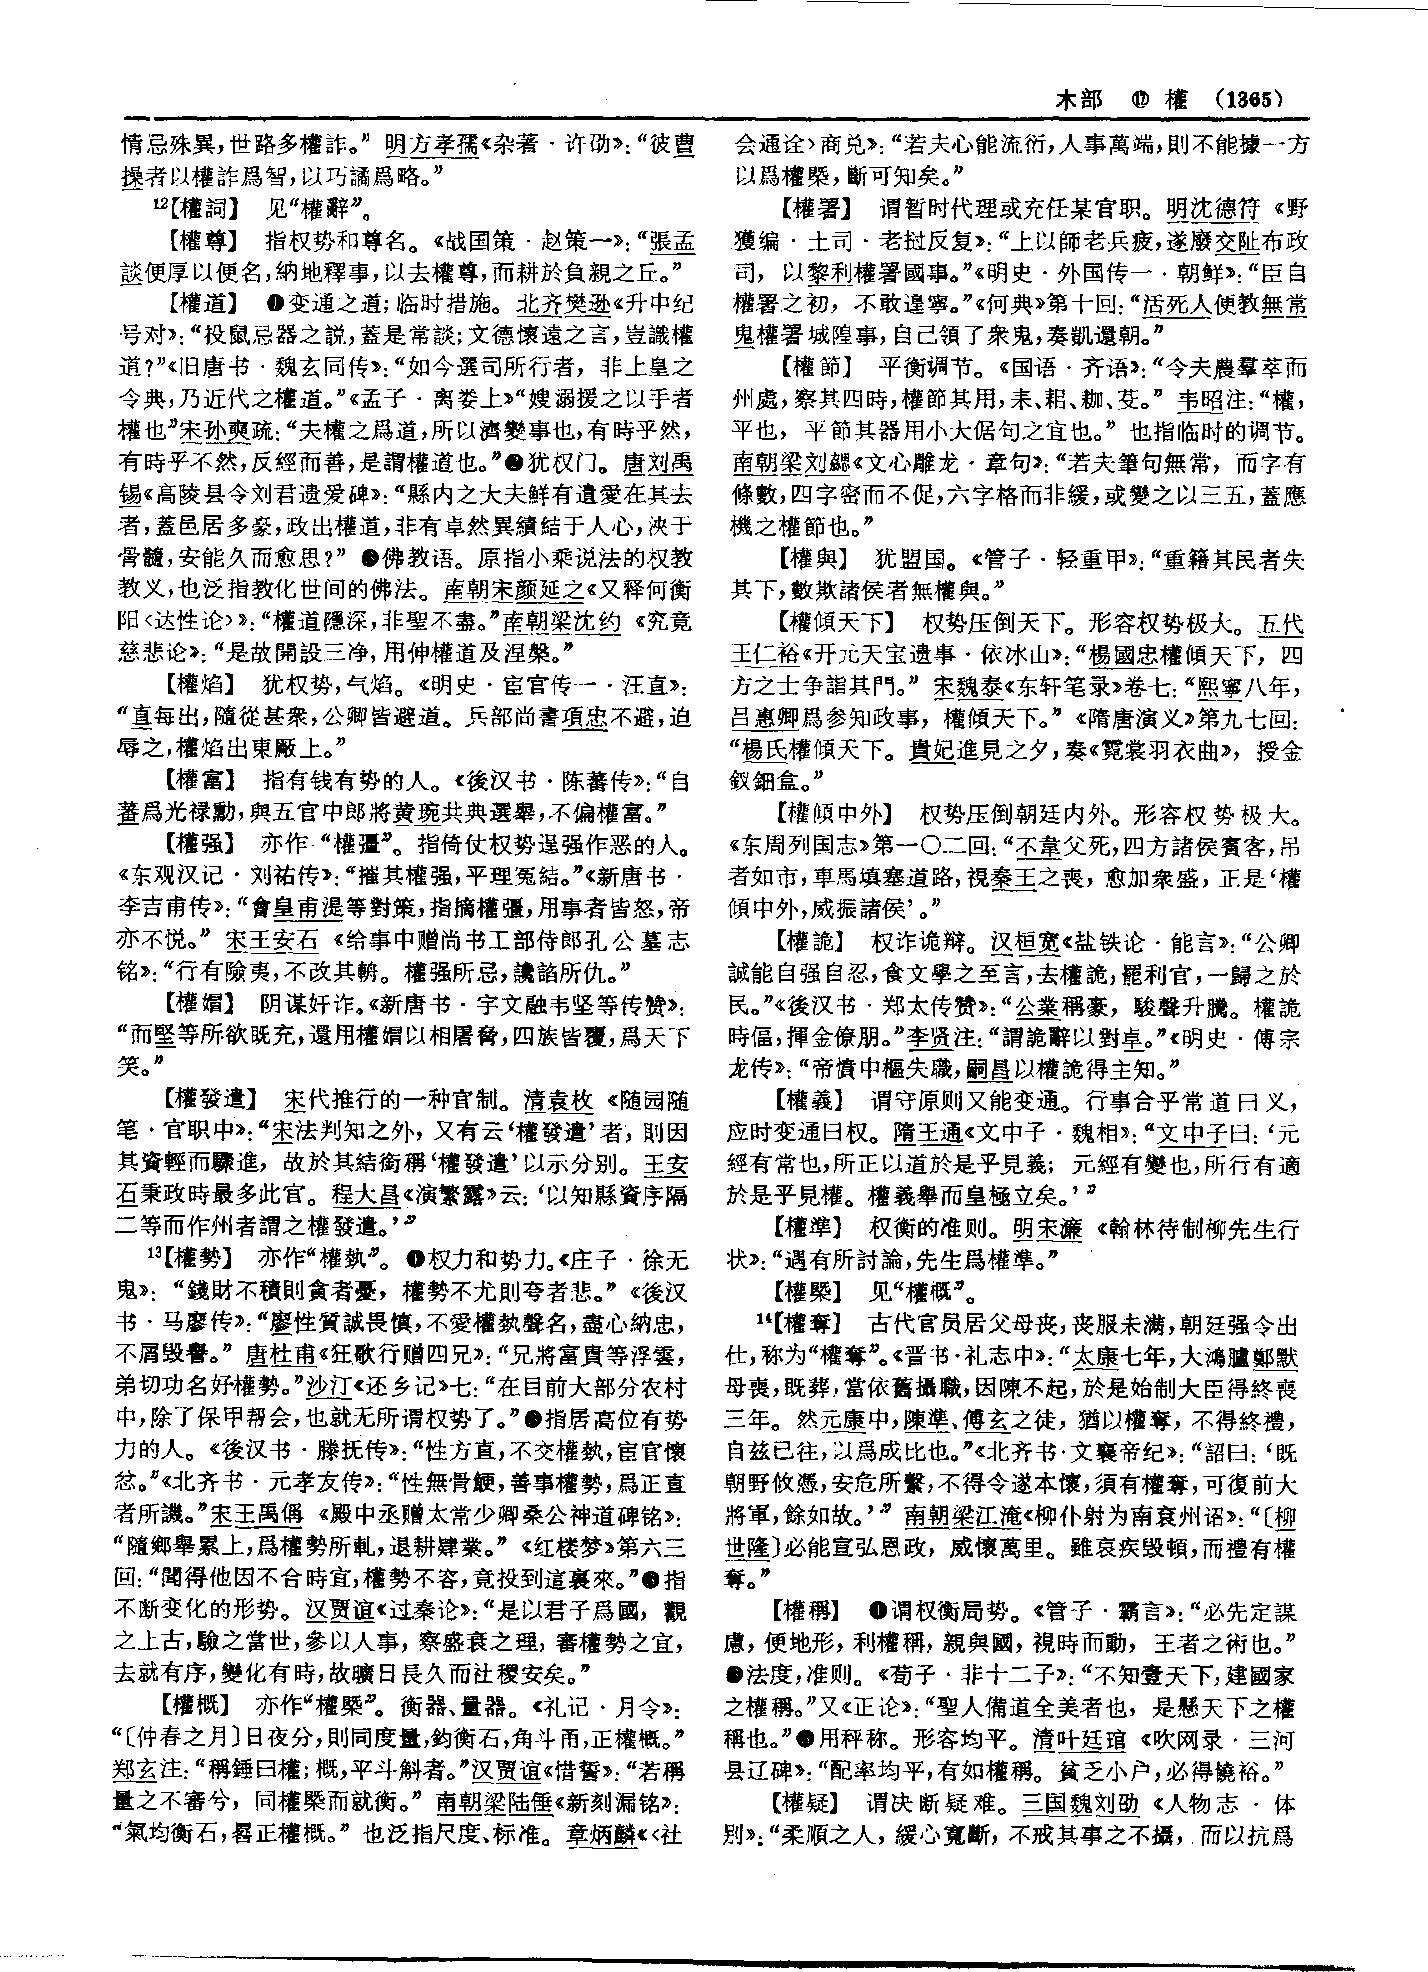 木部 ⑰ 權 (1365)
情忌殊異,世路多權詐。”明方孝孺《杂著·许劭》:“彼曹
操者以權詐爲智,以巧譎爲略。”
12【權詞】 见“權辭”。
【權尊】 指权势和尊名。《战国策·赵策一》:“張孟
談便厚以便名,納地釋事,以去權尊,而耕於負親之丘。”
【權道】 ❶变通之道;临时措施。北齐樊逊《升中纪
号对》:“投鼠忌器之説,蓋是常談;文德懷遠之言,豈識權
道?”《旧唐书·魏玄同传》:“如今選司所行者,非上皇之
令典,乃近代之權道。”《孟子·离娄上》“嫂溺援之以手者
權也”宋孙奭疏:“夫權之爲道,所以濟變事也,有時乎然,
有時乎不然,反經而善,是謂權道也。”❷犹权门。唐刘禹
锡《高陵县令刘君遗爱碑》:“縣内之大夫鮮有遺愛在其去
者,蓋邑居多豪,政出權道,非有卓然異績結于人心,浹于
骨髓,安能久而愈思?” ❸佛教语。原指小乘说法的权教
教义,也泛指教化世间的佛法。南朝宋颜延之《又释何衡
阳〈达性论〉》:“權道隱深,非聖不盡。”南朝梁沈约《究竟
慈悲论》:“是故開設三净,用伸權道及涅槃。”
【權焰】 犹权势,气焰。《明史·宦官传一·汪直》:
“直每出,隨從甚衆,公卿皆避道。兵部尚書項忠不避,迫
辱之,權焰出東廠上。”
【權富】 指有钱有势的人。《後汉书·陈蕃传》:“自
蕃爲光禄勳,與五官中郎將黄琬共典選舉,不偏權富。”
【權强】 亦作“權彊”。指倚仗权势逞强作恶的人。
《东观汉记·刘祐传》:“摧其權强,平理冤結。”《新唐书·
李吉甫传》:“會皇甫湜等對策,指摘權彊,用事者皆怒,帝
亦不悦。”宋王安石《给事中赠尚书工部侍郎孔公墓志
铭》:“行有險夷,不改其輈。權强所忌,讒諂所仇。”
【權媢】 阴谋奸诈。《新唐书·宇文融韦坚等传赞》:
“而堅等所欲既充,還用權媢以相屠脅,四族皆覆,爲天下
笑。”
【權發遣】 宋代推行的一种官制。清袁枚《随园随
笔·官职中》:“宋法判知之外,又有云‘權發遣’者,則因
其資輕而驟進,故於其結銜稱‘權發遣’以示分别。王安
石秉政時最多此官。程大昌《演繁露》云:‘以知縣資序隔
二等而作州者謂之權發遣。’”
13【權勢】 亦作“權埶”。❶权力和势力。《庄子·徐无
鬼》:“錢財不積則貪者憂,權勢不尤則夸者悲。”《後汉
书·马廖传》:“廖性質誠畏慎,不愛權埶聲名,盡心納忠,
不屑毁譽。”唐杜甫《狂歌行赠四兄》:“兄將富貴等浮雲,
弟切功名好權勢。”沙汀《还乡记》七:“在目前大部分农村
中,除了保甲帮会,也就无所谓权势了。”❷指居高位有势
力的人。《後汉书·滕抚传》:“性方直,不交權埶,宦官懷
忿。”《北齐书·元孝友传》:“性無骨鯁,善事權勢,爲正直
者所譏。”宋王禹偁《殿中丞赠太常少卿桑公神道碑铭》:
“隨鄉舉累上,爲權勢所軋,退耕肄業。”《红楼梦》第六三
回:“聞得他因不合時宜,權勢不容,竟投到這裏來。”❸指
不断变化的形势。汉贾谊《过秦论》:“是以君子爲國,觀
之上古,驗之當世,參以人事,察盛衰之理,審權勢之宜,
去就有序,變化有時,故曠日長久而社稷安矣。”
【權概】 亦作“權槩”。衡器、量器。《礼记·月令》:
“〔仲春之月〕日夜分,則同度量,鈞衡石,角斗甬,正權概。”
郑玄注:“稱錘曰權;概,平斗斛者。”汉贾谊《惜誓》:“若稱
量之不審兮,同權槩而就衡。”南朝梁陆倕《新刻漏铭》:
“氣均衡石,晷正權概。”也泛指尺度、标准。章炳麟《〈社
会通诠〉商兑》:“若夫心能流衍,人事萬端,則不能據一方
以爲權槩,斷可知矣。”
【權署】 谓暂时代理或充任某官职。明沈德符《野
獲编·土司·老挝反复》:“上以師老兵疲,遂廢交阯布政
司,以黎利權署國事。”《明史·外国传一·朝鲜》:“臣自
權署之初,不敢遑寧。”《何典》第十回:“活死人便教無常
鬼權署城隍事,自己領了衆鬼,奏凱還朝。”
【權節】 平衡调节。《国语·齐语》:“令夫農羣萃而
州處,察其四時,權節其用,耒、耜、枷、芟。”韦昭注:“權,
平也,平節其器用小大倨句之宜也。”也指临时的调节。
南朝梁刘勰《文心雕龙·章句》:“若夫筆句無常,而字有
條數,四字密而不促,六字格而非緩,或變之以三五,蓋應
機之權節也。”
【權與】 犹盟国。《管子·轻重甲》:“重籍其民者失
其下,數欺諸侯者無權與。”
【權傾天下】 权势压倒天下。形容权势极大。五代
王仁裕《开元天宝遗事·依冰山》:“楊國忠權傾天下,四
方之士争詣其門。”宋魏泰《东轩笔录》卷七:“熙寧八年,
吕惠卿爲参知政事,權傾天下。”《隋唐演义》第九七回:
“楊氏權傾天下。貴妃進見之夕,奏《霓裳羽衣曲》,授金
釵鈿盒。”
【權傾中外】 权势压倒朝廷内外。形容权势极大。
《东周列国志》第一〇二回:“不韋父死,四方諸侯賓客,吊
者如市,車馬填塞道路,視秦王之喪,愈加衆盛,正是‘權
傾中外,威振諸侯’。”
【權詭】 权诈诡辩。汉桓宽《盐铁论·能言》:“公卿
誠能自强自忍,食文學之至言,去權詭,罷利官,一歸之於
民。”《後汉书·郑太传赞》:“公業稱豪,駿聲升騰。權詭
時偪,揮金僚朋。”李贤注:“謂詭辭以對卓。”《明史·傅宗
龙传》:“帝憤中樞失職,嗣昌以權詭得主知。”
【權義】 谓守原则又能变通。行事合乎常道曰义,
应时变通曰权。隋王通《文中子·魏相》:“文中子曰:‘元
經有常也,所正以道於是乎見義;元經有變也,所行有適
於是乎見權。權義舉而皇極立矣。’”
【權準】 权衡的准则。明宋濂《翰林待制柳先生行
状》:“遇有所討論,先生爲權準。”
【權槩】 见“權概”。
14【權奪】 古代官员居父母丧,丧服未满,朝廷强令出
仕,称为“權奪”。《晋书·礼志中》:“太康七年,大鴻臚鄭默
母喪,既葬,當依舊攝職,固陳不起,於是始制大臣得終喪
三年。然元康中,陳準、傅玄之徒,猶以權奪,不得終禮,
自兹已往,以爲成比也。”《北齐书·文襄帝纪》:“詔曰:‘既
朝野攸憑,安危所繫,不得令遂本懷,須有權奪,可復前大
將軍,餘如故。’”南朝梁江淹《柳仆射为南兖州诏》:“〔柳
世隆〕必能宣弘恩政,威懷萬里。雖哀疾毁頓,而禮有權
奪。”
【權稱】 ❶谓权衡局势。《管子·霸言》:“必先定謀
慮,便地形,利權稱,親與國,視時而動,王者之術也。”
❷法度,准则。《荀子·非十二子》:“不知壹天下,建國家
之權稱。”又《正论》:“聖人備道全美者也,是懸天下之權
稱也。”❸用秤称。形容均平。清叶廷琯《吹网录·三河
县辽碑》:“配率均平,有如權稱。貧乏小户,必得饒裕。”
【權疑】 谓决断疑难。三国魏刘劭《人物志·体
别》:“柔順之人,緩心寬斷,不戒其事之不攝,而以抗爲